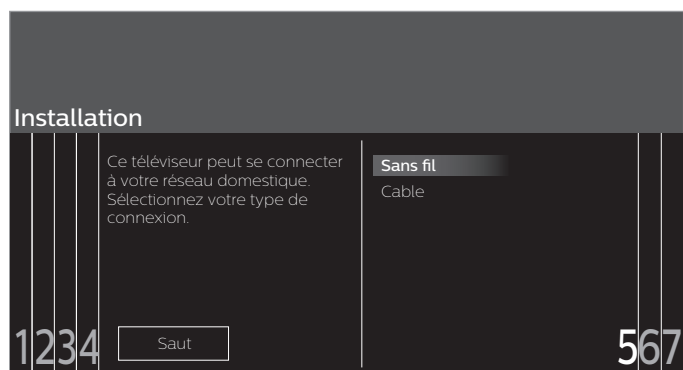 Installation
Ce téléviseur peut se connecter
à votre réseau domestique.
Sélectionnez votre type de
connexion.
Sans fil
Cable
Saut
1234
567